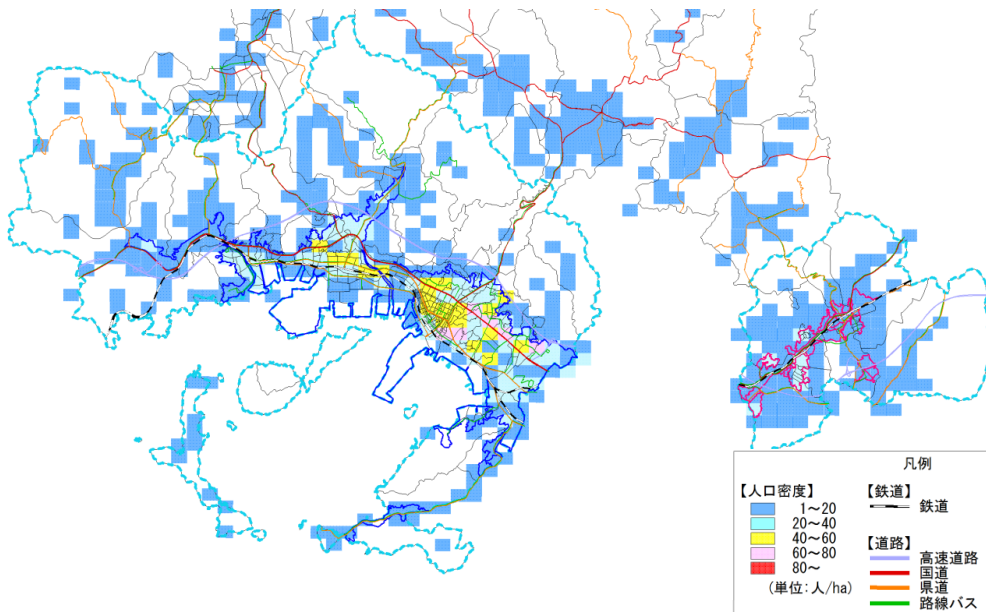 凡例
【人口密度】
1～20
20～40
40～60
60～80
80～
(単位：人/ha)
【鉄道】
鉄道
【道路】
高速道路
国道
県道
路線バス